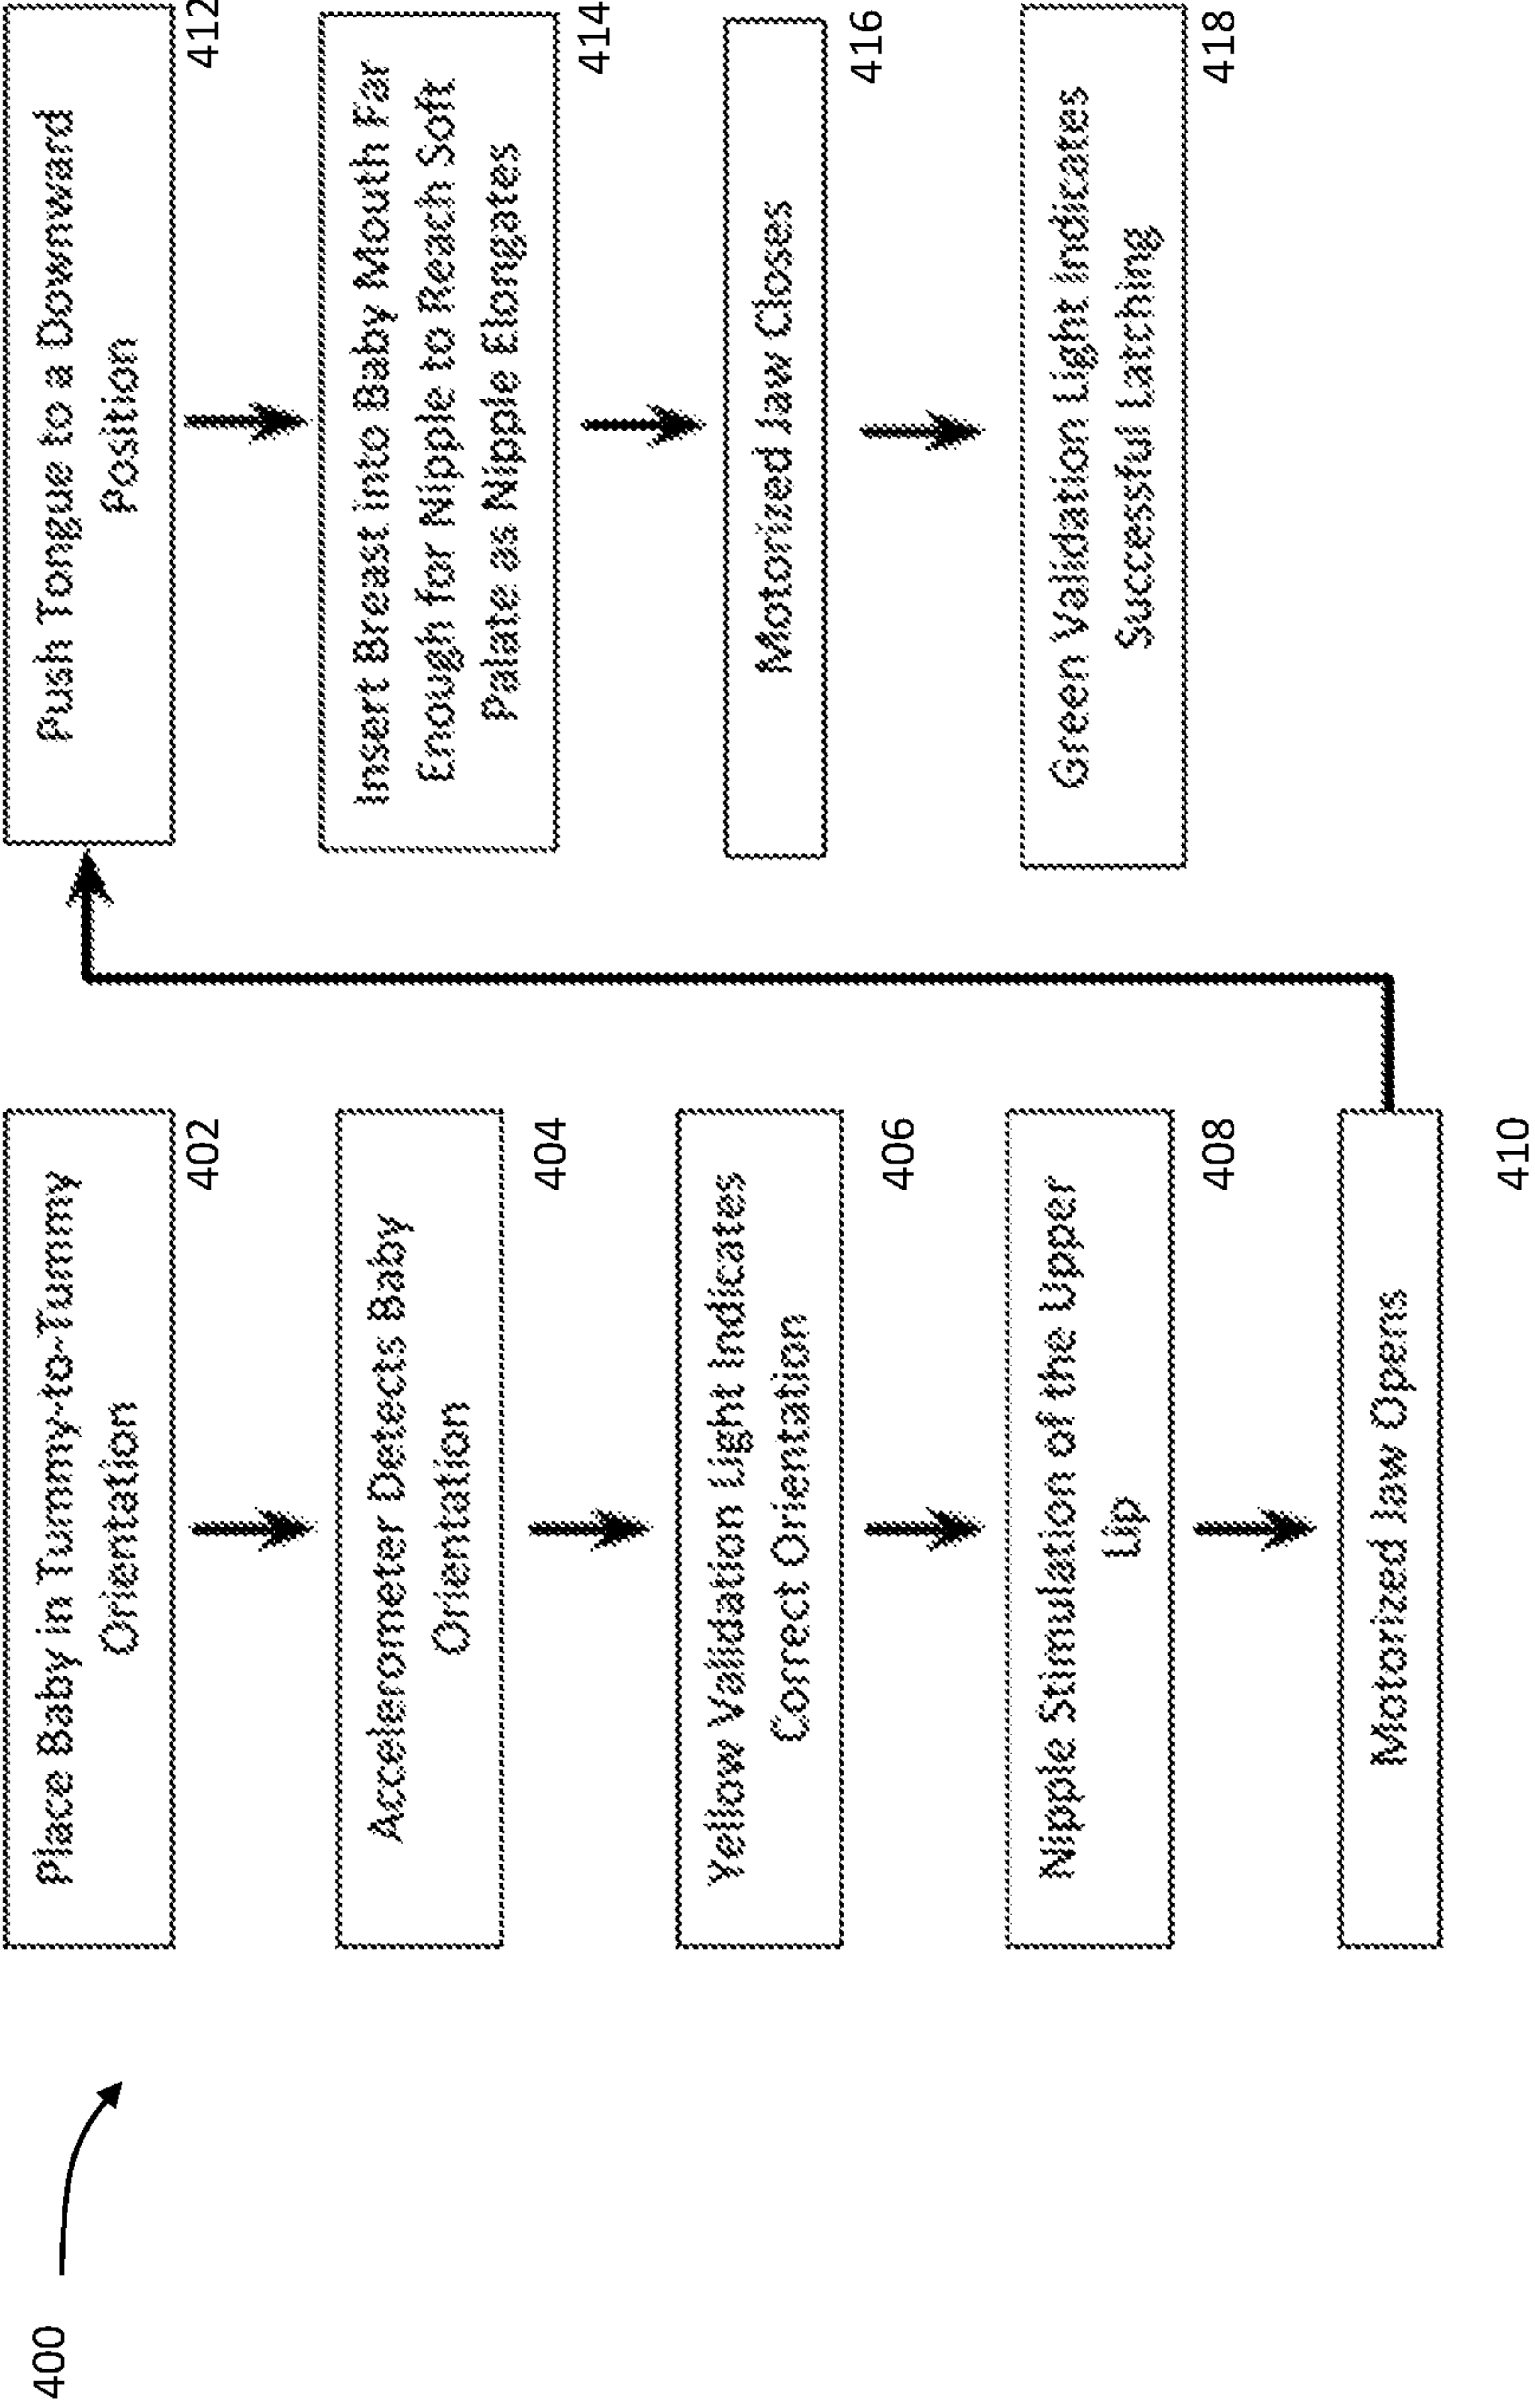 400
Place Baby in Tummy-to-Tummy
Orientation
402
Accelerometer Detects Baby
Orientation
404
Yellow Validation Light Indicates
Correct Orientation
406
Nipple Stimulation of the Upper
Lip
408
Motorized Jaw Opens
410
Push Tongue to a Downward
Position
412
Insert Breast Into Baby Mouth Far
Enough for Nipple to Reach Soft
Palate as Nipple Elongates
414
Motorized Jaw Closes
416
Green Validation Light Indicates
Successful Latching
418